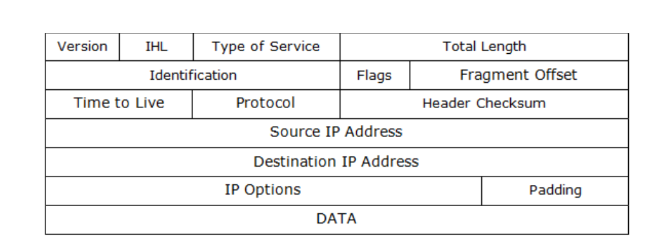 Version IHL Type of Service Total Length
Identification Flags Fragment Offset
Time to Live Protocol Header Checksum
Source IP Address
Destination IP Address
IP Options Padding
DATA